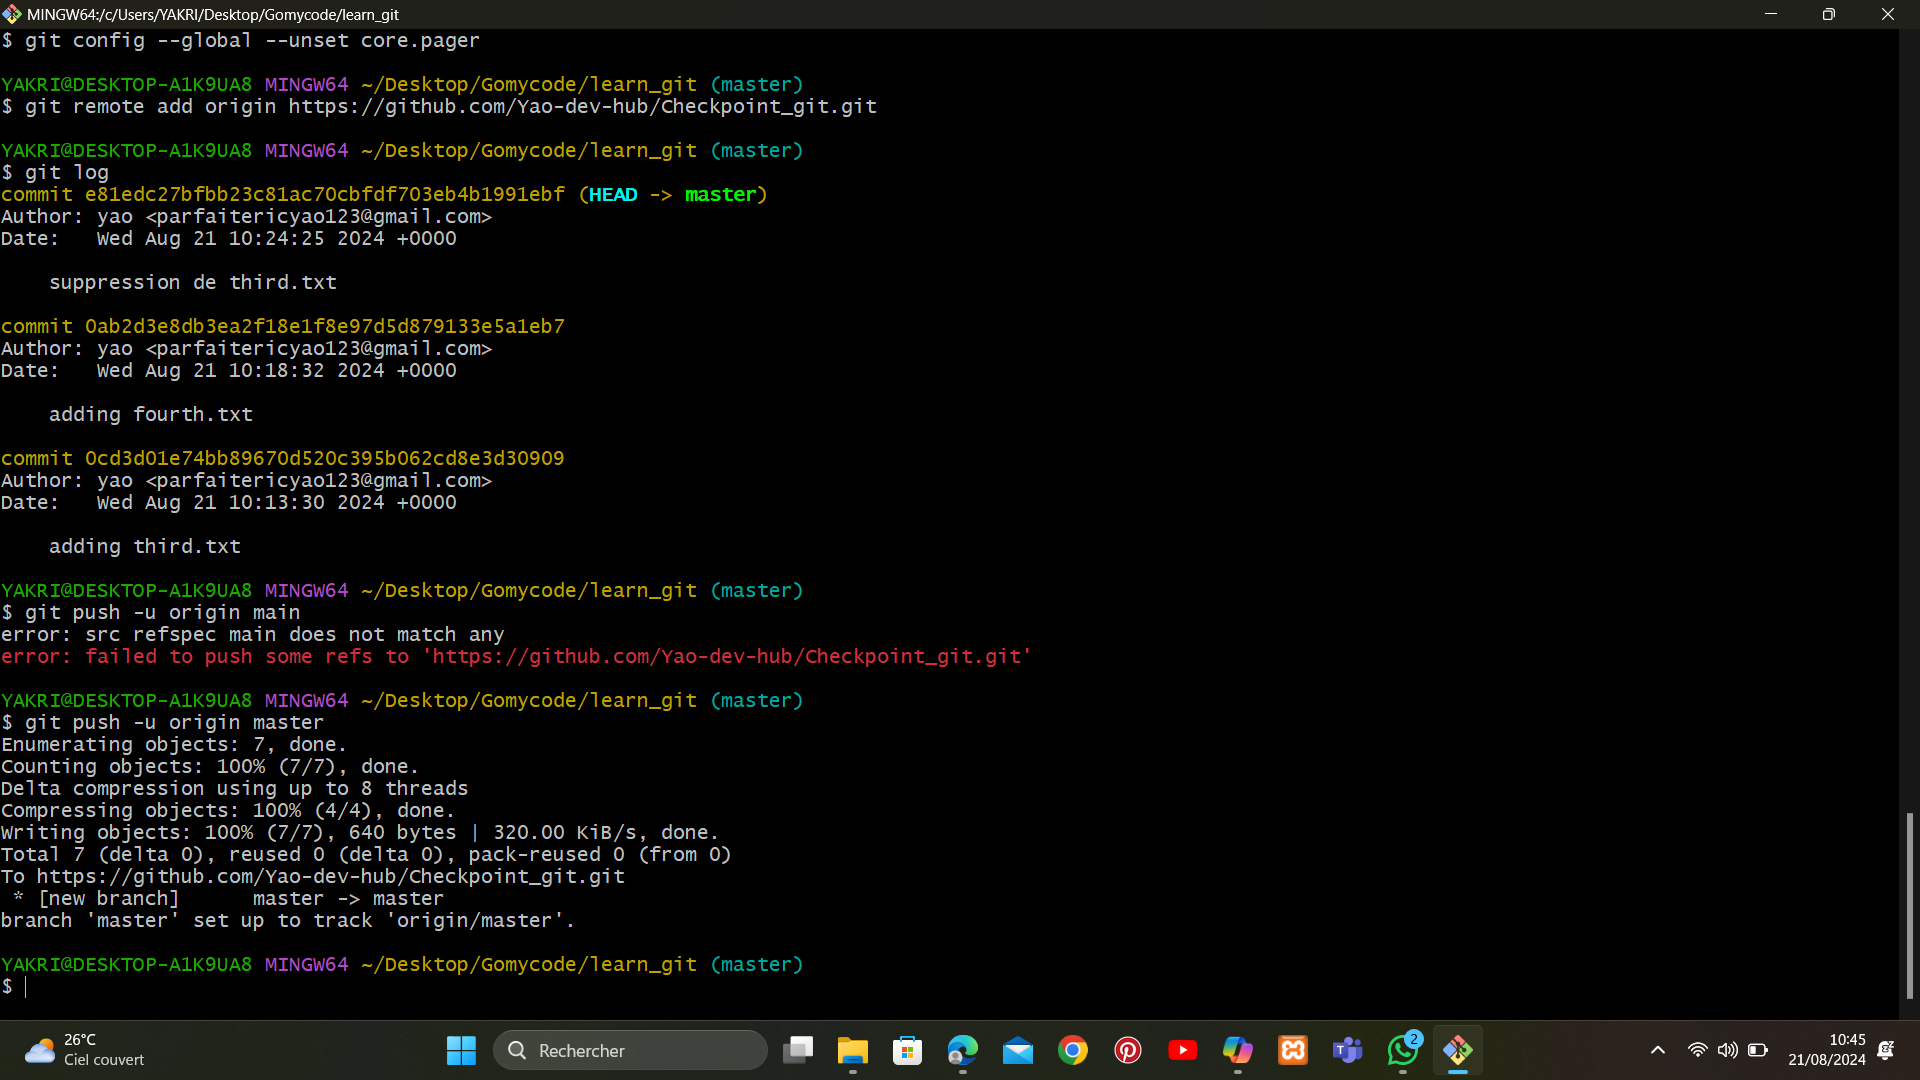 MINGW64:/c/Users/YAKRI/Desktop/Gomycode/learn_git
$ git config --global --unset core.pager
YAKRI@DESKTOP-A1K9UA8 MINGW64 ~/Desktop/Gomycode/learn_git (master)
$ git remote add origin https://github.com/Yao-dev-hub/Checkpoint_git.git
YAKRI@DESKTOP-A1K9UA8 MINGW64 ~/Desktop/Gomycode/learn_git (master)
$ git log
commit e81edc27bfbb23c81ac70cbfdf703eb4b1991ebf (HEAD -> master)
Author: yao <parfaitericyao123@gmail.com>
Date:   Wed Aug 21 10:24:25 2024 +0000
suppression de third.txt
commit 0ab2d3e8db3ea2f18e1f8e97d5d879133e5a1eb7
Author: yao <parfaitericyao123@gmail.com>
Date:   Wed Aug 21 10:18:32 2024 +0000
adding fourth.txt
commit 0cd3d01e74bb89670d520c395b062cd8e3d30909
Author: yao <parfaitericyao123@gmail.com>
Date:   Wed Aug 21 10:13:30 2024 +0000
adding third.txt
YAKRI@DESKTOP-A1K9UA8 MINGW64 ~/Desktop/Gomycode/learn_git (master)
$ git push -u origin main
error: src refspec main does not match any
error: failed to push some refs to 'https://github.com/Yao-dev-hub/Checkpoint_git.git'
YAKRI@DESKTOP-A1K9UA8 MINGW64 ~/Desktop/Gomycode/learn_git (master)
$ git push -u origin master
Enumerating objects: 7, done.
Counting objects: 100% (7/7), done.
Delta compression using up to 8 threads
Compressing objects: 100% (4/4), done.
Writing objects: 100% (7/7), 640 bytes | 320.00 KiB/s, done.
Total 7 (delta 0), reused 0 (delta 0), pack-reused 0 (from 0)
To https://github.com/Yao-dev-hub/Checkpoint_git.git
 * [new branch]      master -> master
branch 'master' set up to track 'origin/master'.
YAKRI@DESKTOP-A1K9UA8 MINGW64 ~/Desktop/Gomycode/learn_git (master)
$
26°C
Ciel couvert
Rechercher
2
10:45
21/08/2024